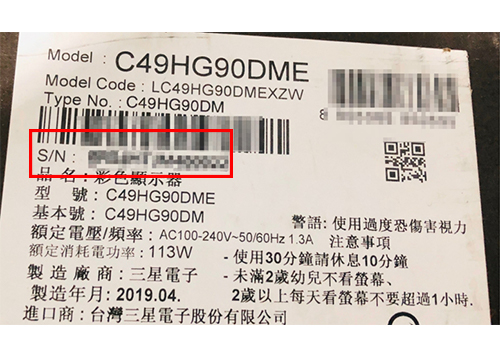 Model : C49HG90DME
Model Code : LC49HG90DMEXZW
Type No. : C49HG90DM
S/N :
品 名 : 彩色顯示器
型 號 : C49HG90DME
基本號 : C49HG90DM
額定電壓/頻率 : AC100-240V~50/60Hz 1.3A
額定消耗電功率 : 113W
製 造 廠 商 : 三星電子
製造年月: 2019.04.
進口商 : 台灣三星電子股份有限公司
警語: 使用過度恐傷害視力
注意事項
- 使用30分鐘請休息10分鐘
- 未滿2歲幼兒不看螢幕、
2歲以上每天看螢幕不要超過1小時.